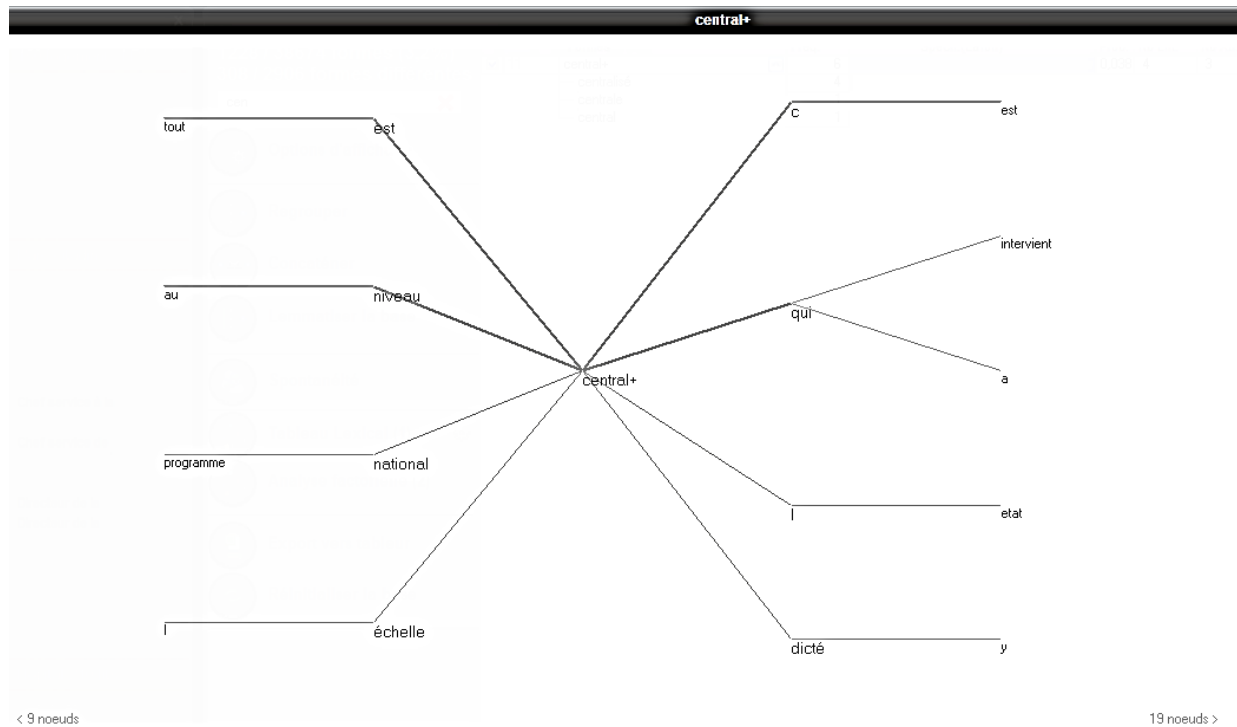 central+
tout
est
c
est
au
niveau
qui
intervient
central+
a
programme
national
l
etat
l
échelle
dicté
y
< 9 noeuds
19 noeuds >